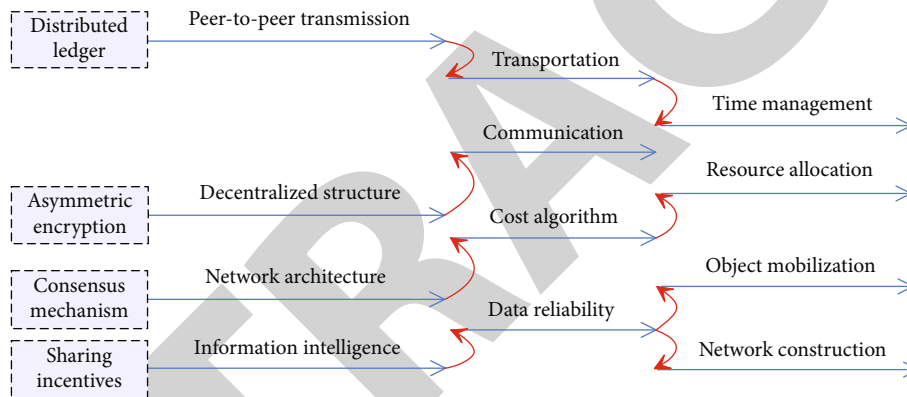 Distributed
ledger
Peer-to-peer transmission
Transportation
Time management
Communication
Asymmetric
encryption
Decentralized structure
Resource allocation
Cost algorithm
Consensus
mechanism
Network architecture
Object mobilization
Data reliability
Sharing
incentives
Information intelligence
Network construction